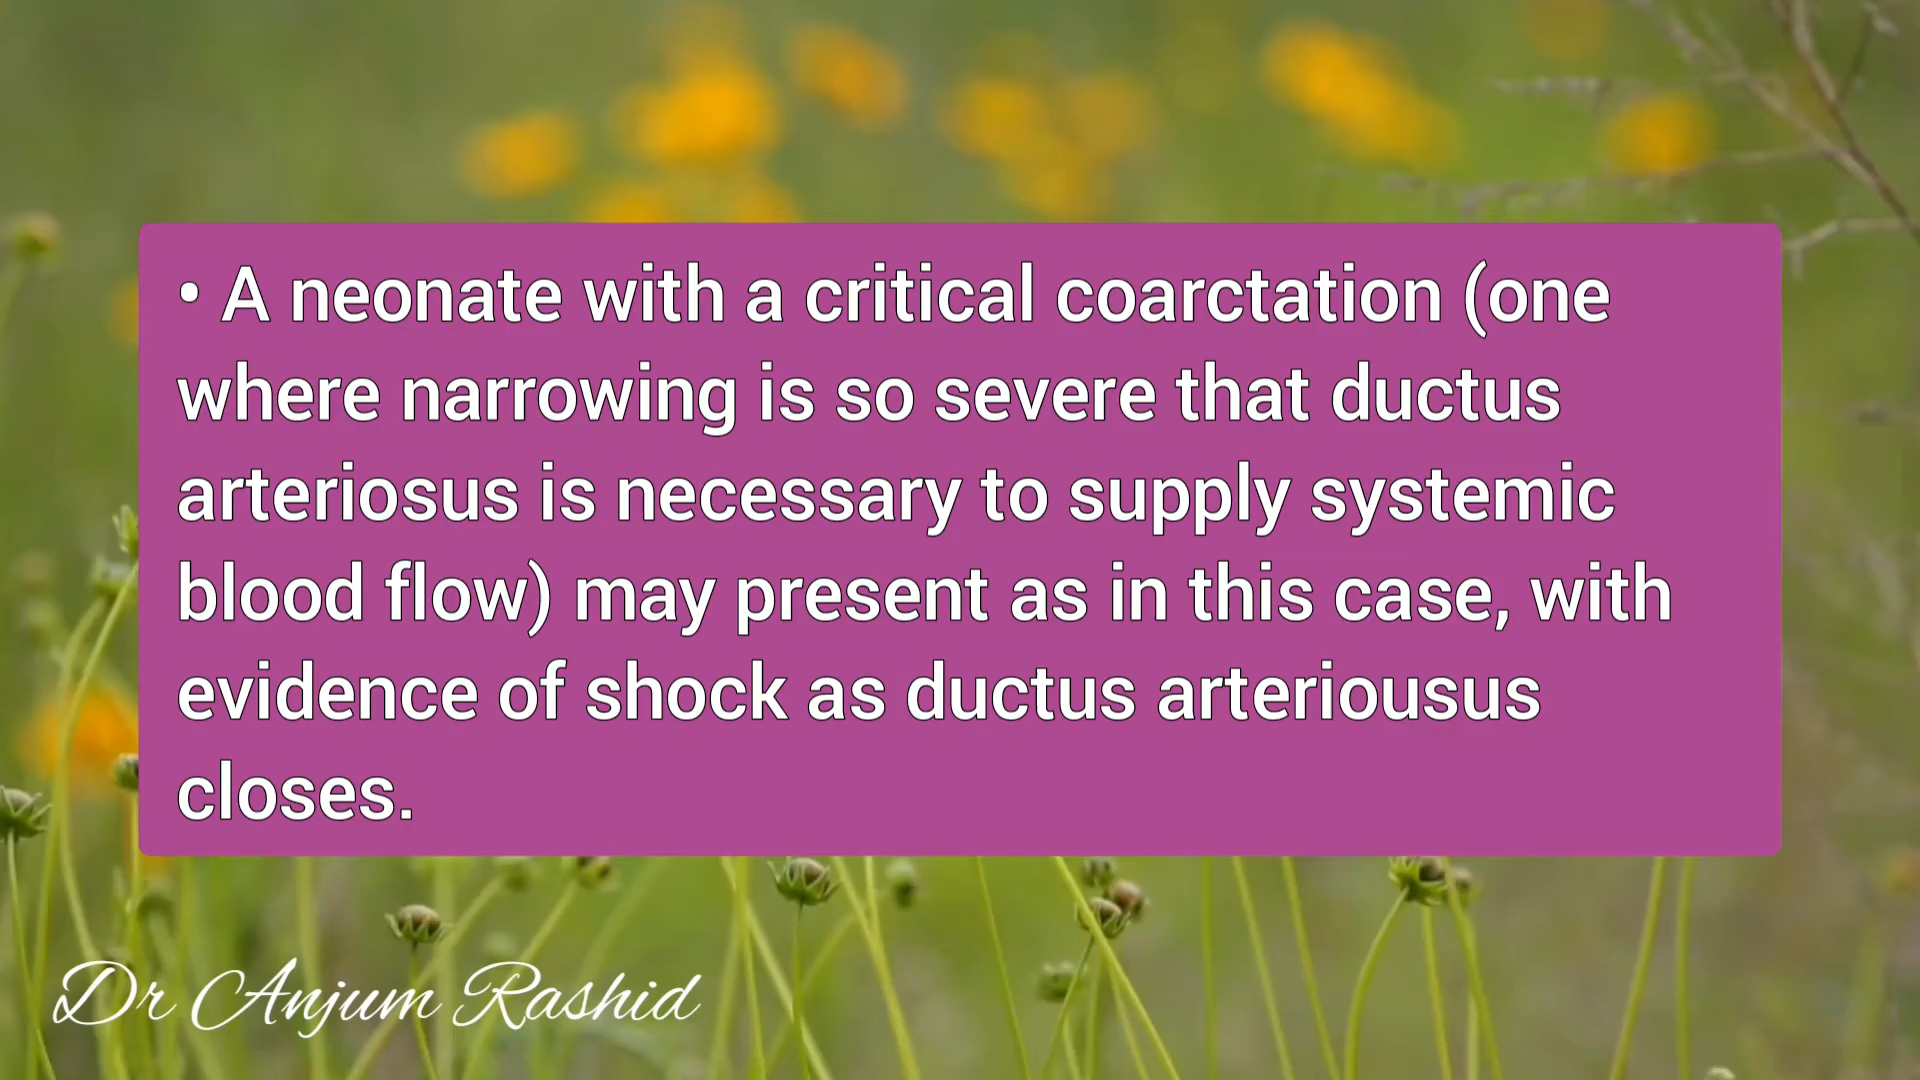 • A neonate with a critical coarctation (one
where narrowing is so severe that ductus
arteriosus is necessary to supply systemic
blood flow) may present as in this case, with
evidence of shock as ductus arteriousus
closes.
Dr Anjum Rashid